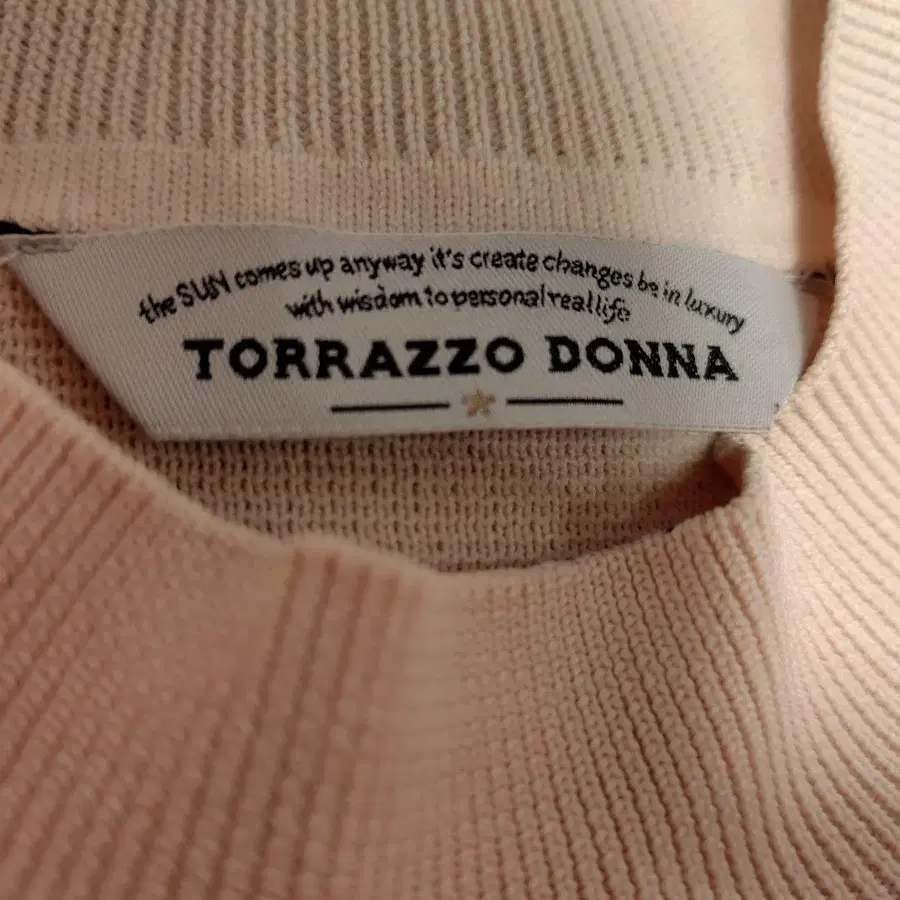 the SUN comes up anyway it's create changes be in luxury
with wisdom to personal real life
TORRAZZO DONNA